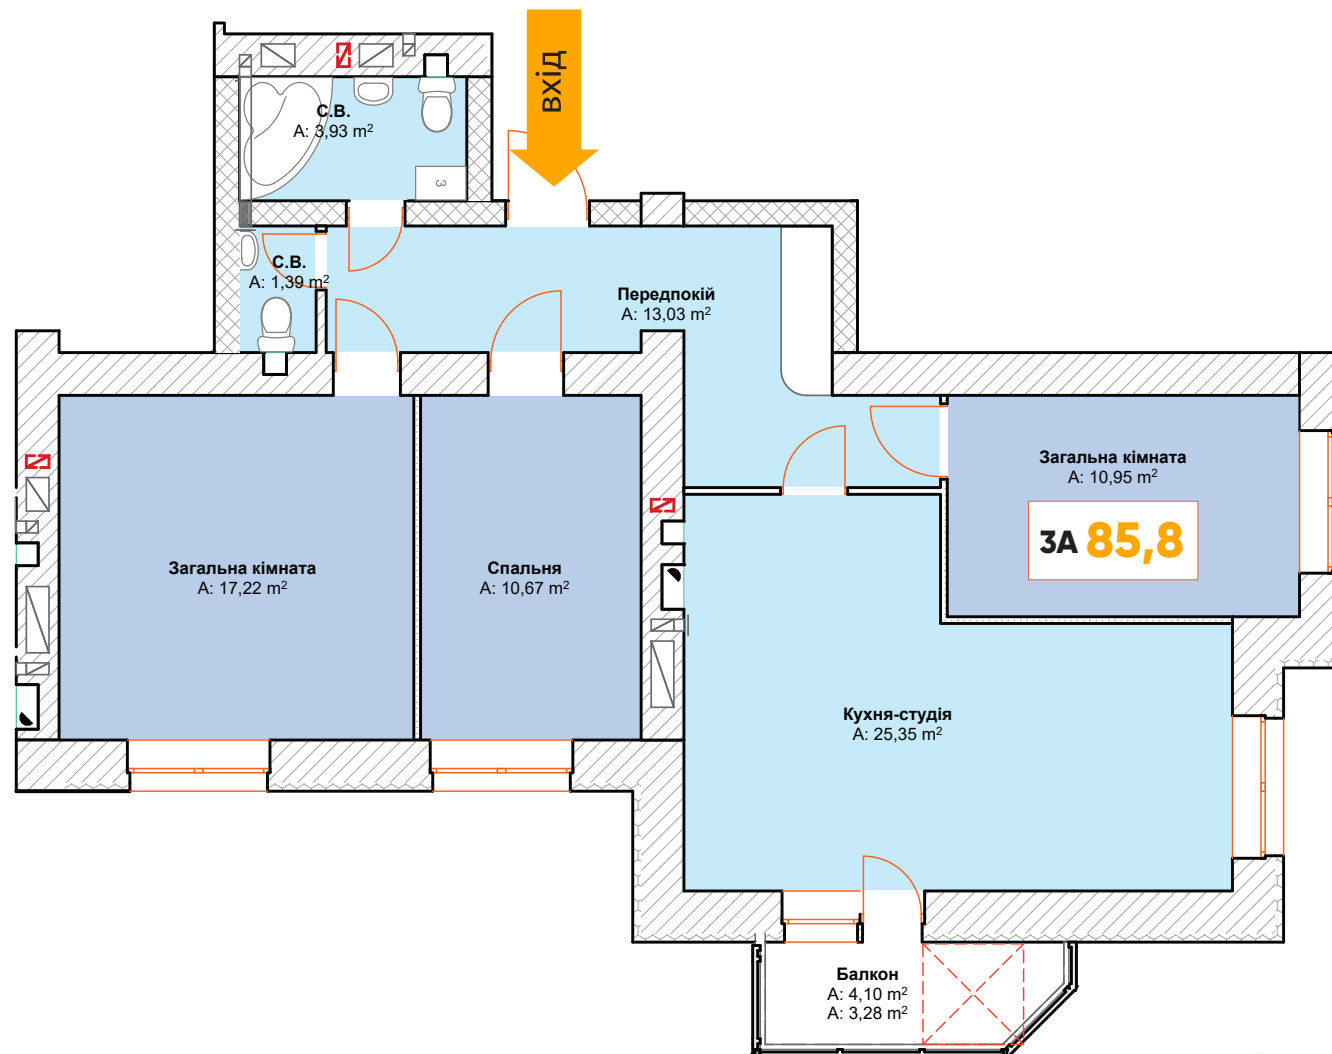 вхід
С.В.
А: 3,93 m²
З
С.В.
А: 1,39 m²
Передпокій
А: 13,03 m²
Загальна кімната
А: 10,95 m²
3А 85,8
Загальна кімната
А: 17,22 m²
Спальня
А: 10,67 m²
Кухня-студія
А: 25,35 m²
Балкон
А: 4,10 m²
А: 3,28 m²